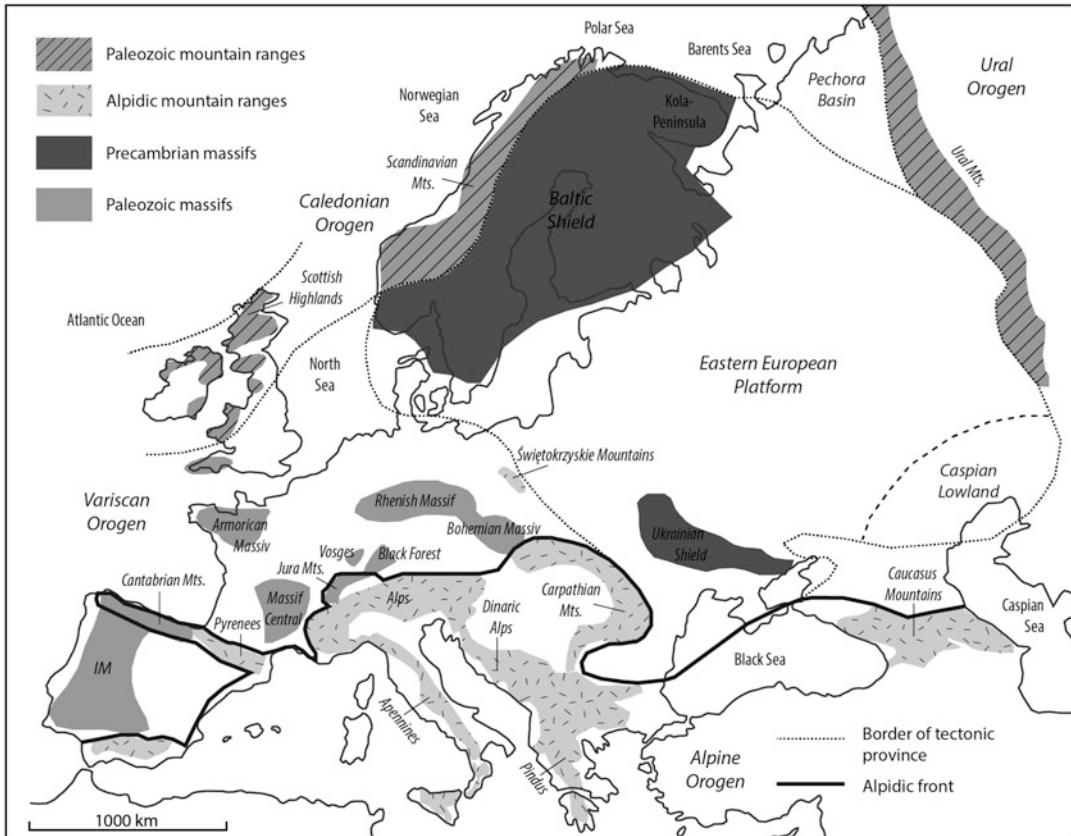 Paleozoic mountain ranges
Alpidic mountain ranges
Precambrian massifs
Paleozoic massifs
Polar Sea
Barents Sea
Pechora
Basin
Ural
Orogen
Norwegian
Sea
Kola-
Peninsula
Ural Mts.
Scandinavian
Mts.
Caledonian
Orogen
Baltic
Shield
Scottish
Highlands
Atlantic Ocean
North
Sea
Eastern European
Platform
Świętokrzyskie Mountains
Caspian
Lowland
Variscan
Orogen
Armorican
Massiv
Rhenish Massif
Bohemian Massiv
Ukrainian
Shield
Vosges
Black Forest
Jura Mts.
Cantabrian Mts.
Massif
Central
Alps
Carpathian
Mts.
Caucasus
Mountains
Pyrenees
Dinaric
Alps
Caspian
Sea
IM
Black Sea
Apennines
Pindus
Alpine
Orogen
Border of tectonic
province
Alpidic front
1000 km